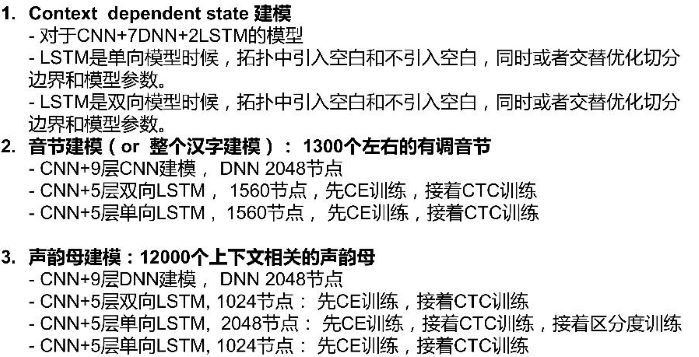 1. Context dependent state 建模
- 对于CNN+7DNN+2LSTM的模型
- LSTM是单向模型时候，拓扑中引入空白和不引入空白，同时或者交替优化切分
边界和模型参数。
- LSTM是双向模型时候，拓扑中引入空白和不引入空白，同时或者交替优化切分
边界和模型参数。
2. 音节建模（or 整个汉字建模）： 1300个左右的有调音节
- CNN+9层CNN建模， DNN 2048节点
- CNN+5层双向LSTM， 1560节点，先CE训练，接着CTC训练
- CNN+5层单向LSTM， 1560节点， 先CE训练，接着CTC训练
3. 声韵母建模：12000个上下文相关的声韵母
- CNN+9层DNN建模， DNN 2048节点
- CNN+5层双向LSTM, 1024节点： 先CE训练，接着CTC训练
- CNN+5层单向LSTM, 2048节点： 先CE训练，接着CTC训练，接着区分度训练
- CNN+5层单向LSTM, 1024节点： 先CE训练，接着CTC训练